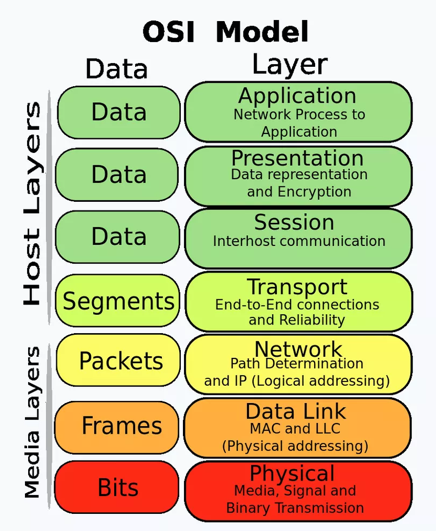 OSI Model
Data
Layer
Host Layers
Data
Application
Network Process to
Application
Data
Presentation
Data representation
and Encryption
Data
Session
Interhost communication
Segments
Transport
End-to-End connections
and Reliability
Media Layers
Packets
Network
Path Determination
and IP (Logical addressing)
Frames
Data Link
MAC and LLC
(Physical addressing)
Bits
Physical
Media, Signal and
Binary Transmission